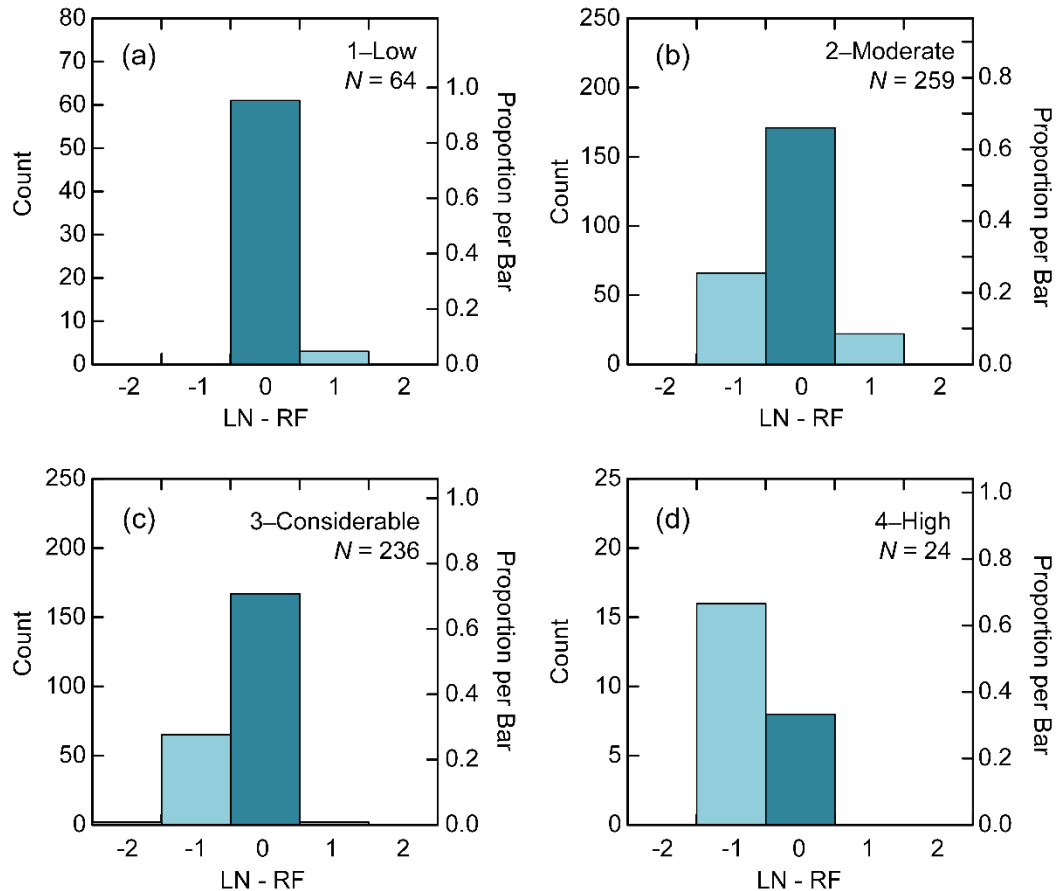 (a)
1–Low
N = 64
80
70
60
50
40
30
20
10
0
Count
1.0
0.8
0.6
0.4
0.2
0.0
Proportion per Bar
-2 -1 0 1 2
LN - RF
(b)
2–Moderate
N = 259
250
200
150
100
50
0
Count
0.8
0.6
0.4
0.2
0.0
Proportion per Bar
-2 -1 0 1 2
LN - RF
(c)
3–Considerable
N = 236
250
200
150
100
50
0
Count
1.0
0.8
0.6
0.4
0.2
0.0
Proportion per Bar
-2 -1 0 1 2
LN - RF
(d)
4–High
N = 24
25
20
15
10
5
0
Count
1.0
0.8
0.6
0.4
0.2
0.0
Proportion per Bar
-2 -1 0 1 2
LN - RF